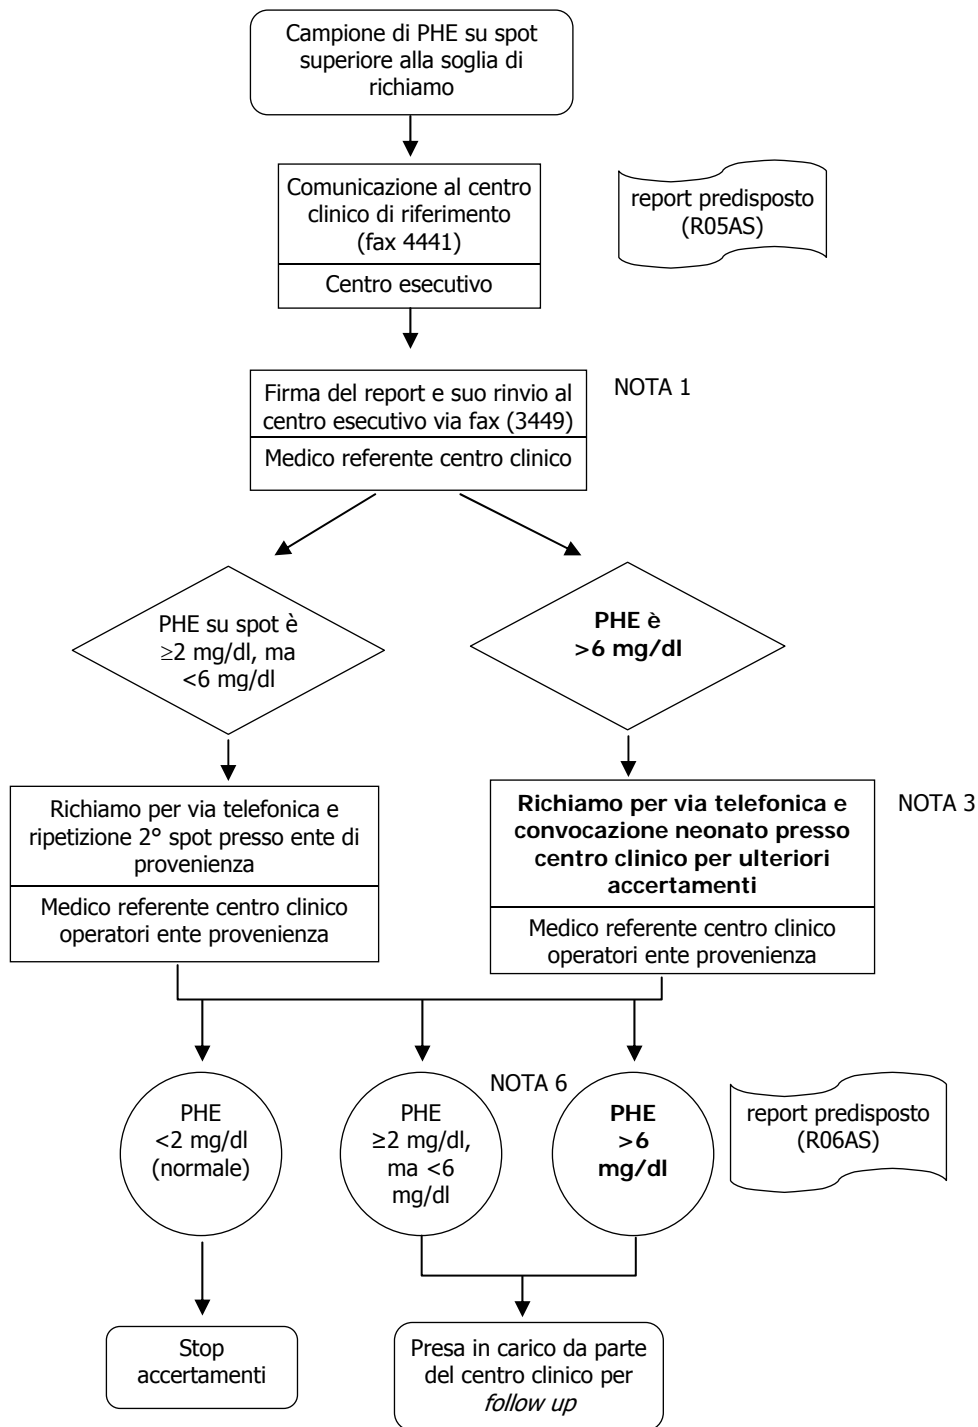 Campione di PHE su spot
superiore alla soglia di
richiamo
Comunicazione al centro
clinico di riferimento
(fax 4441)
Centro esecutivo
report predisposto
(R05AS)
Firma del report e suo rinvio al
centro esecutivo via fax (3449)
Medico referente centro clinico
NOTA 1
PHE su spot è
≥2 mg/dl, ma
<6 mg/dl
PHE è
>6 mg/dl
Richiamo per via telefonica e
ripetizione 2° spot presso ente di
provenienza
Medico referente centro clinico
operatori ente provenienza
Richiamo per via telefonica e
convocazione neonato presso
centro clinico per ulteriori
accertamenti
Medico referente centro clinico
operatori ente provenienza
NOTA 3
PHE
<2 mg/dl
(normale)
NOTA 6
PHE
≥2 mg/dl,
ma <6
mg/dl
PHE
>6
mg/dl
report predisposto
(R06AS)
Stop
accertamenti
Presa in carico da parte
del centro clinico per
follow up